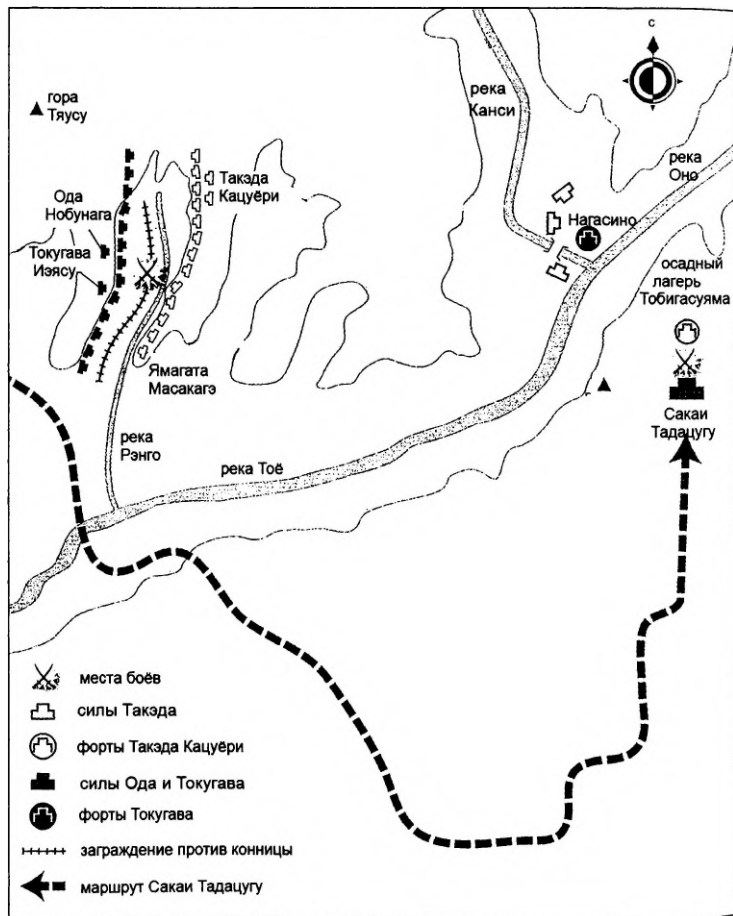 с
гора
Тяусу
река
Канси
река
Оно
Такэда
Кацуёри
Ода
Нобунага
Токугава
Иэясу
Нагасино
осадный
лагерь
Тобигасуяма
Ямагата
Масакагэ
Сакаи
Тадацугу
река
Рэнго
река Тоё
места боёв
силы Такэда
форты Такэда Кацуёри
силы Ода и Токугава
форты Токугава
заграждение против конницы
маршрут Сакаи Тадацугу